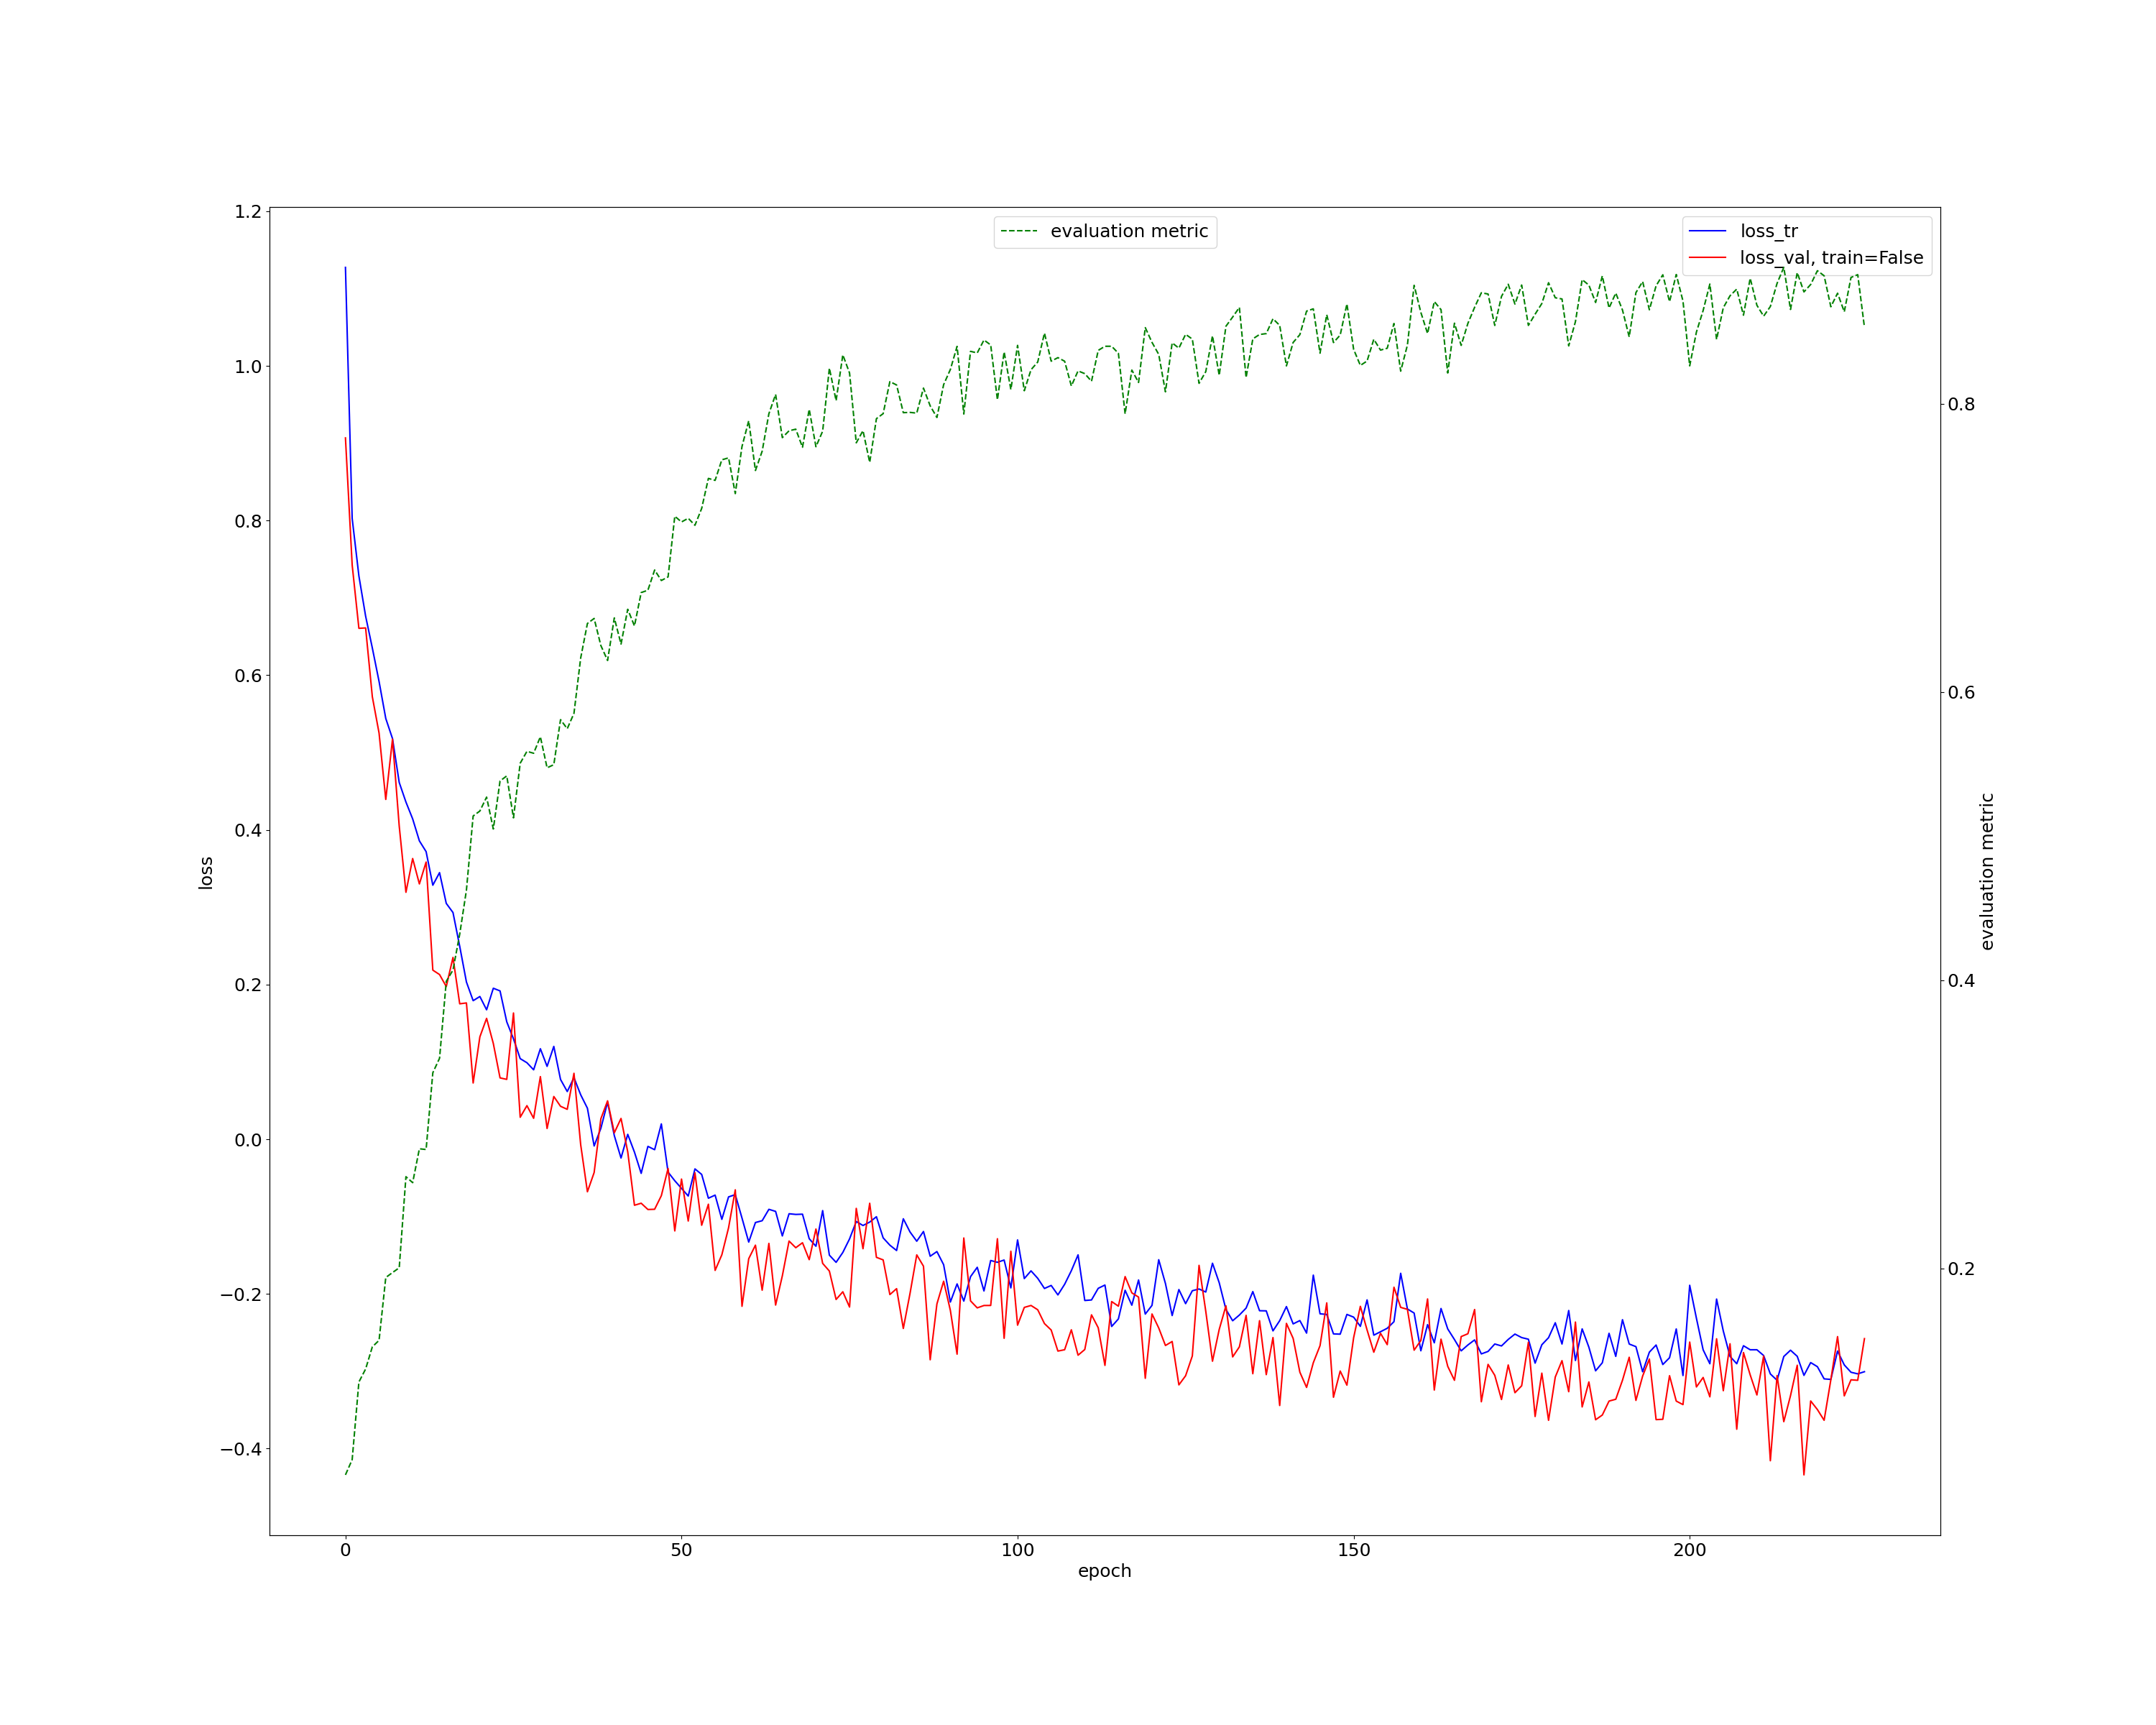 evaluation metric
loss_tr
loss_val, train=False
1.2
1.0
0.8
0.6
0.4
0.2
0.0
−0.2
−0.4
loss
0.8
0.6
0.4
0.2
evaluation metric
0 50 100 150 200
epoch